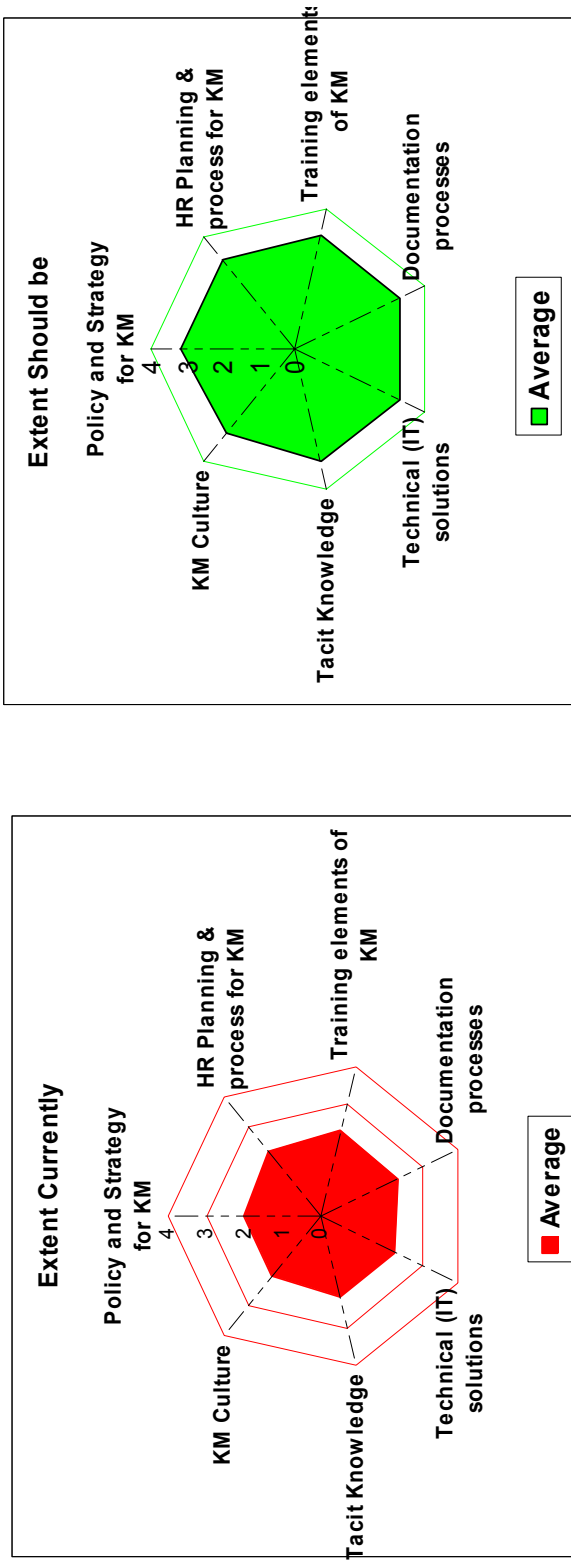 Extent Currently
Policy and Strategy
for KM
HR Planning &
process for KM
Training elements of
KM
Documentation
processes
Technical (IT)
solutions
Tacit Knowledge
KM Culture
4
3
2
1
0
Average
Extent Should be
Policy and Strategy
for KM
HR Planning &
process for KM
Training elements
of KM
Documentation
processes
Technical (IT)
solutions
Tacit Knowledge
KM Culture
4
3
2
1
0
Average